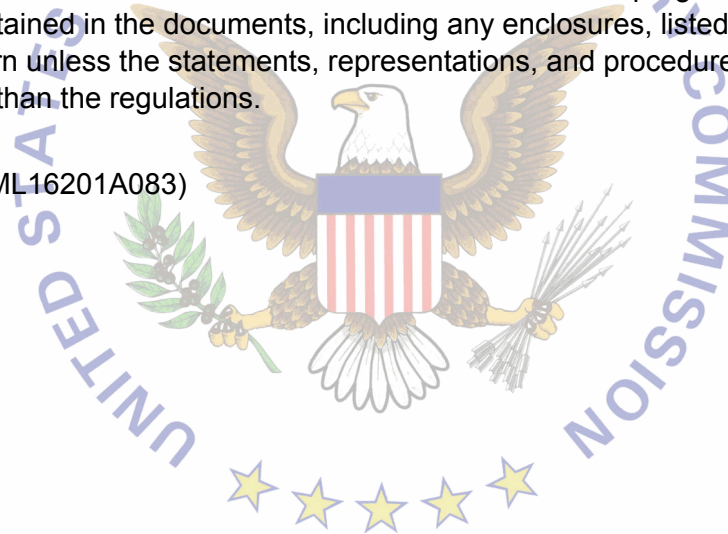 tained in the documents, including any enclosures, listed
rn unless the statements, representations, and procedure
than the regulations.
ML16201A083)
UNITED STATES
Y COMMISSION